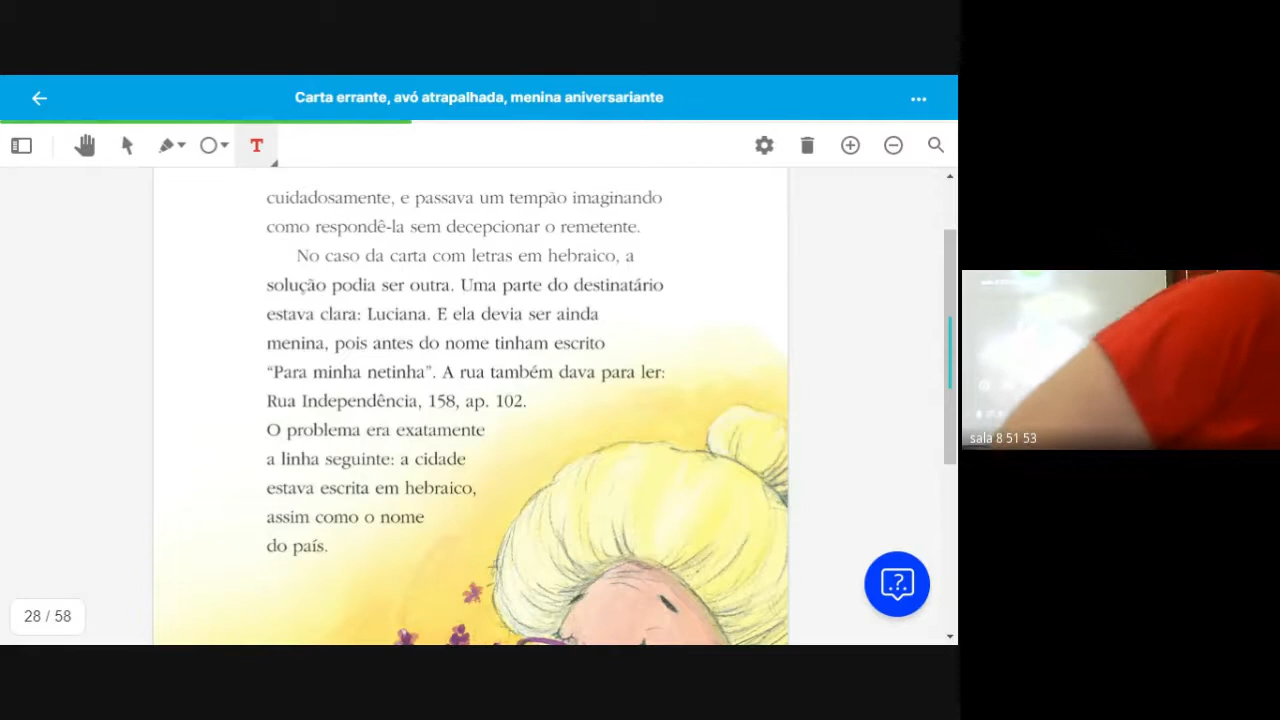 Carta errante, avó atrapalhada, menina aniversariante
T
cuidadosamente, e passava um tempão imaginando
como respondê-la sem decepcionar o remetente.
No caso da carta com letras em hebraico, a
solução podia ser outra. Uma parte do destinatário
estava clara: Luciana. E ela devia ser ainda
menina, pois antes do nome tinham escrito
“Para minha netinha”. A rua também dava para ler:
Rua Independência, 158, ap. 102.
O problema era exatamente
a linha seguinte: a cidade
estava escrita em hebraico,
assim como o nome
do país.
28 / 58
sala 8 51 53